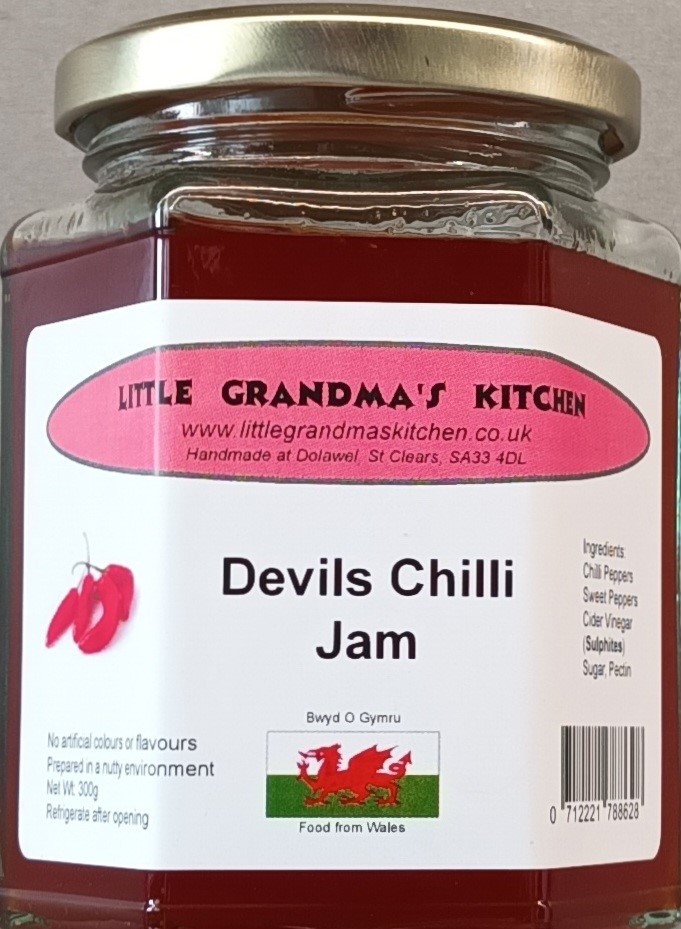 LITTLE GRANDMA'S KITCHEN
www.littlegrandmaskitchen.co.uk
Handmade at Dolawel, St Clears, SA33 4DL
Devils Chilli
Jam
Ingredients:
Chilli Peppers
Sweet Peppers
Cider Vinegar
(Sulphites)
Sugar, Pectin
No artifical colours or flavours
Prepared in a nutty environment
Net Wt. 300g
Refrigerate after opening
Bwyd O Gymru
Food from Wales
0 712221 788628